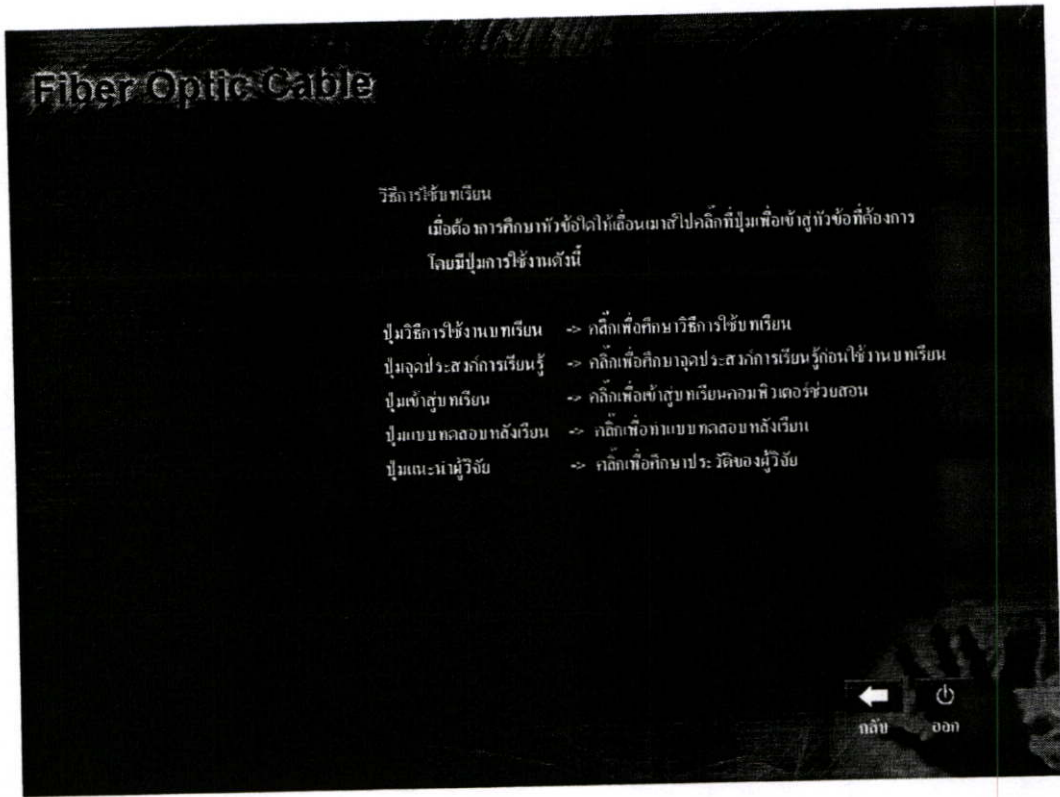 Fiber Optic Cable
วิธีการใช้บทเรียน
เมื่อต้องการศึกษาหัวข้อใดให้เลื่อนเมาส์ไปคลิ๊กที่ปุ่มเพื่อเข้าสู่หัวข้อที่ต้องการ
โดยมีปุ่มการใช้งานดังนี้
ปุ่มวิธีการใช้งานบทเรียน -> คลิ๊กเพื่อศึกษาวิธีการใช้บทเรียน
ปุ่มจุดประสงค์การเรียนรู้ -> คลิ๊กเพื่อศึกษาจุดประสงค์การเรียนรู้ก่อนใช้งานบทเรียน
ปุ่มเข้าสู่บทเรียน -> คลิ๊กเพื่อเข้าสู่บทเรียนคอมพิวเตอร์ช่วยสอน
ปุ่มแบบทดสอบหลังเรียน -> คลิ๊กเพื่อทำแบบทดสอบหลังเรียน
ปุ่มแนะนำผู้วิจัย -> คลิ๊กเพื่อศึกษาประวัติของผู้วิจัย
กลับ ออก